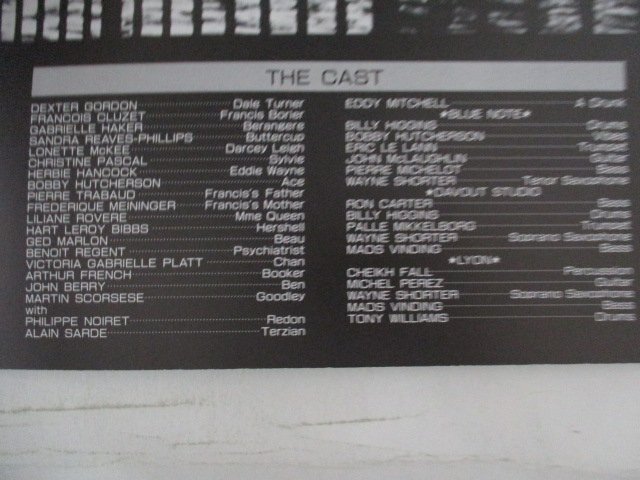 THE CAST
DEXTER GORDON Dale Turner
FRANCOIS CLUZET Francis Borier
GABRIELLE HAKER Berangere
SANDRA REAVES-PHILLIPS Buttercup
LONETTE McKEE Darcey Leigh
CHRISTINE PASCAL Sylvie
HERBIE HANCOCK Eddie Wayne
BOBBY HUTCHERSON Ace
PIERRE TRABAUD Francis's Father
FREDERIQUE MEININGER Francis's Mother
LILIANE ROVERE Mme Queen
HART LEROY BIBBS Hershell
GED MARLON Beau
BENOIT REGENT Psychiatrist
VICTORIA GABRIELLE PLATT Chan
ARTHUR FRENCH Booker
JOHN BERRY Ben
MARTIN SCORSESE Goodley
with
PHILIPPE NOIRET Redon
ALAIN SARDE Terzian
EDDY MITCHELL A Drunk
★BLUE NOTE★
BILLY HIGGINS Drums
BOBBY HUTCHERSON Vibes
ERIC LE LANN Trumpet
JOHN McLAUGHLIN Guitar
PIERRE MICHELOT Bass
WAYNE SHORTER Tenor Saxophone
★DAVOUT STUDIO★
RON CARTER Bass
BILLY HIGGINS Drums
PALLE MIKKELBORG Trumpet
WAYNE SHORTER Soprano Saxophone
MADS VINDING Bass
★LYON★
CHEIKH FALL Percussion
MICHEL PEREZ Guitar
WAYNE SHORTER Soprano Saxophone
MADS VINDING Bass
TONY WILLIAMS Drums